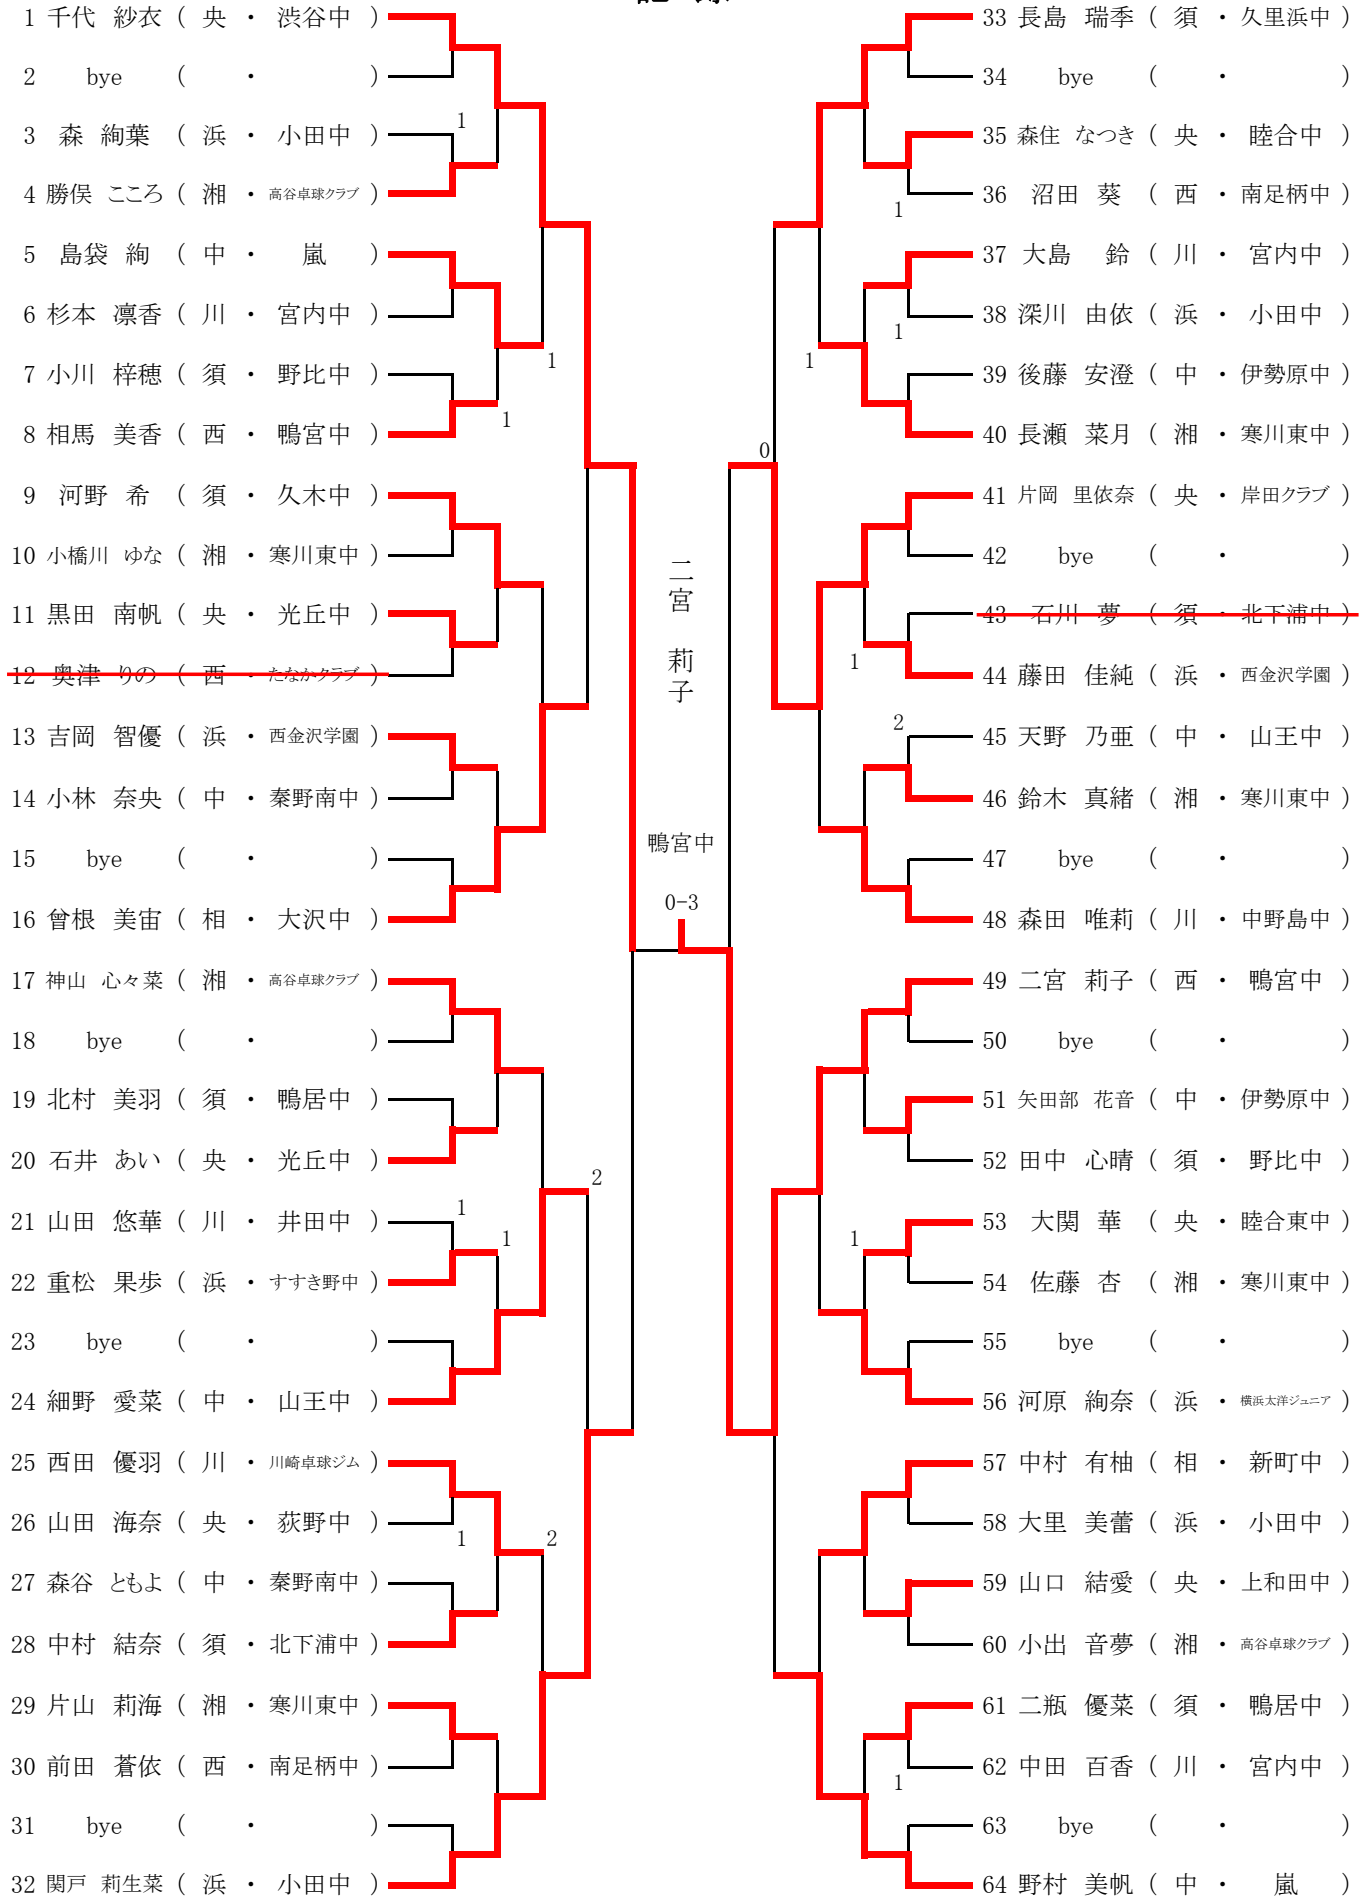 1 千代 紗衣 ( 央 ・ 渋谷中 )
2 bye ( ・ )
3 森 絢葉 ( 浜 ・ 小田中 )
1
4 勝俣 こころ ( 湘 ・ 高谷卓球クラブ )
5 島袋 絢 ( 中 ・ 嵐 )
6 杉本 凛香 ( 川 ・ 宮内中 )
1
7 小川 梓穂 ( 須 ・ 野比中 )
1
8 相馬 美香 ( 西 ・ 鴨宮中 )
9 河野 希 ( 須 ・ 久木中 )
10 小橋川 ゆな ( 湘 ・ 寒川東中 )
11 黒田 南帆 ( 央 ・ 光丘中 )
12 奥津 りの ( 西 ・ たなかクラブ )
13 吉岡 智優 ( 浜 ・ 西金沢学園 )
14 小林 奈央 ( 中 ・ 秦野南中 )
15 bye ( ・ )
16 曾根 美宙 ( 相 ・ 大沢中 )
17 神山 心々菜 ( 湘 ・ 高谷卓球クラブ )
18 bye ( ・ )
19 北村 美羽 ( 須 ・ 鴨居中 )
20 石井 あい ( 央 ・ 光丘中 )
2
21 山田 悠華 ( 川 ・ 井田中 )
1
1
22 重松 果歩 ( 浜 ・ すすき野中 )
23 bye ( ・ )
24 細野 愛菜 ( 中 ・ 山王中 )
25 西田 優羽 ( 川 ・ 川崎卓球ジム )
26 山田 海奈 ( 央 ・ 荻野中 )
1
2
27 森谷 ともよ ( 中 ・ 秦野南中 )
28 中村 結奈 ( 須 ・ 北下浦中 )
29 片山 莉海 ( 湘 ・ 寒川東中 )
30 前田 蒼依 ( 西 ・ 南足柄中 )
31 bye ( ・ )
32 関戸 莉生菜 ( 浜 ・ 小田中 )
二宮 莉子
鴨宮中
0-3
33 長島 瑞季 ( 須 ・ 久里浜中 )
34 bye ( ・ )
35 森住 なつき ( 央 ・ 睦合中 )
36 沼田 葵 ( 西 ・ 南足柄中 )
1
37 大島 鈴 ( 川 ・ 宮内中 )
38 深川 由依 ( 浜 ・ 小田中 )
1
1
39 後藤 安澄 ( 中 ・ 伊勢原中 )
40 長瀬 菜月 ( 湘 ・ 寒川東中 )
0
41 片岡 里依奈 ( 央 ・ 岸田クラブ )
42 bye ( ・ )
43 石川 夢 ( 須 ・ 北下浦中 )
1
44 藤田 佳純 ( 浜 ・ 西金沢学園 )
2
45 天野 乃亜 ( 中 ・ 山王中 )
46 鈴木 真緒 ( 湘 ・ 寒川東中 )
47 bye ( ・ )
48 森田 唯莉 ( 川 ・ 中野島中 )
49 二宮 莉子 ( 西 ・ 鴨宮中 )
50 bye ( ・ )
51 矢田部 花音 ( 中 ・ 伊勢原中 )
52 田中 心晴 ( 須 ・ 野比中 )
53 大関 華 ( 央 ・ 睦合東中 )
1
54 佐藤 杏 ( 湘 ・ 寒川東中 )
55 bye ( ・ )
56 河原 絢奈 ( 浜 ・ 横浜太洋ジュニア )
57 中村 有柚 ( 相 ・ 新町中 )
58 大里 美蕾 ( 浜 ・ 小田中 )
59 山口 結愛 ( 央 ・ 上和田中 )
60 小出 音夢 ( 湘 ・ 高谷卓球クラブ )
61 二瓶 優菜 ( 須 ・ 鴨居中 )
62 中田 百香 ( 川 ・ 宮内中 )
1
63 bye ( ・ )
64 野村 美帆 ( 中 ・ 嵐 )